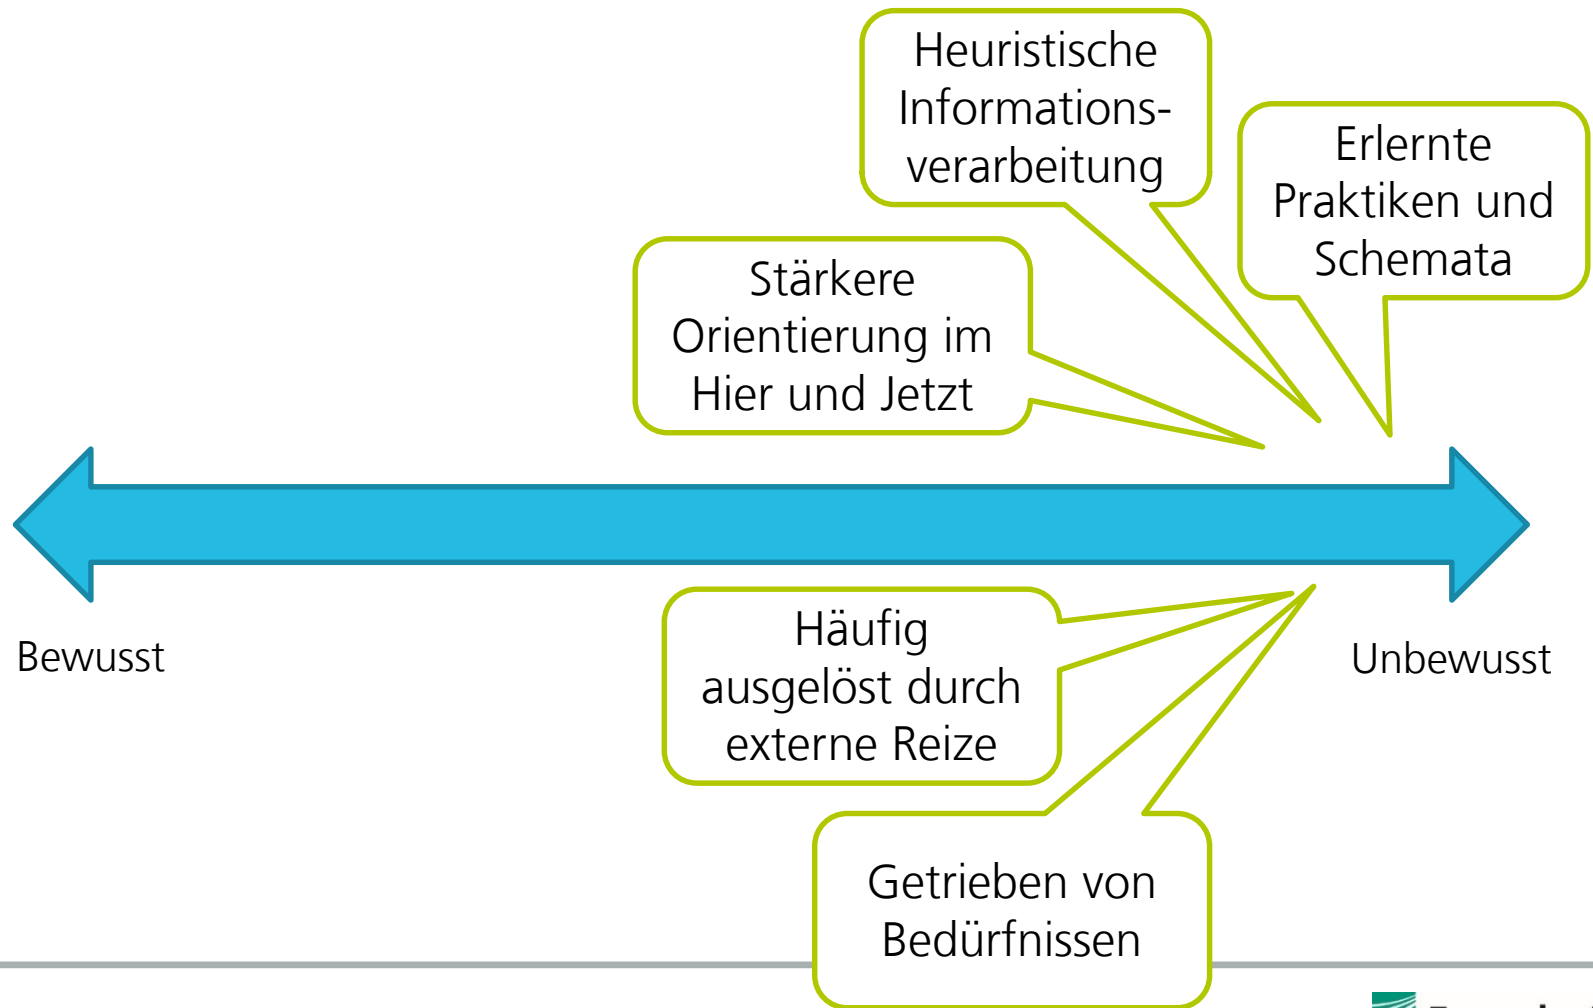 Heuristische
Informations-
verarbeitung
Erlernte
Praktiken und
Schemata
Stärkere
Orientierung im
Hier und Jetzt
Bewusst
Unbewusst
Häufig
ausgelöst durch
externe Reize
Getrieben von
Bedürfnissen